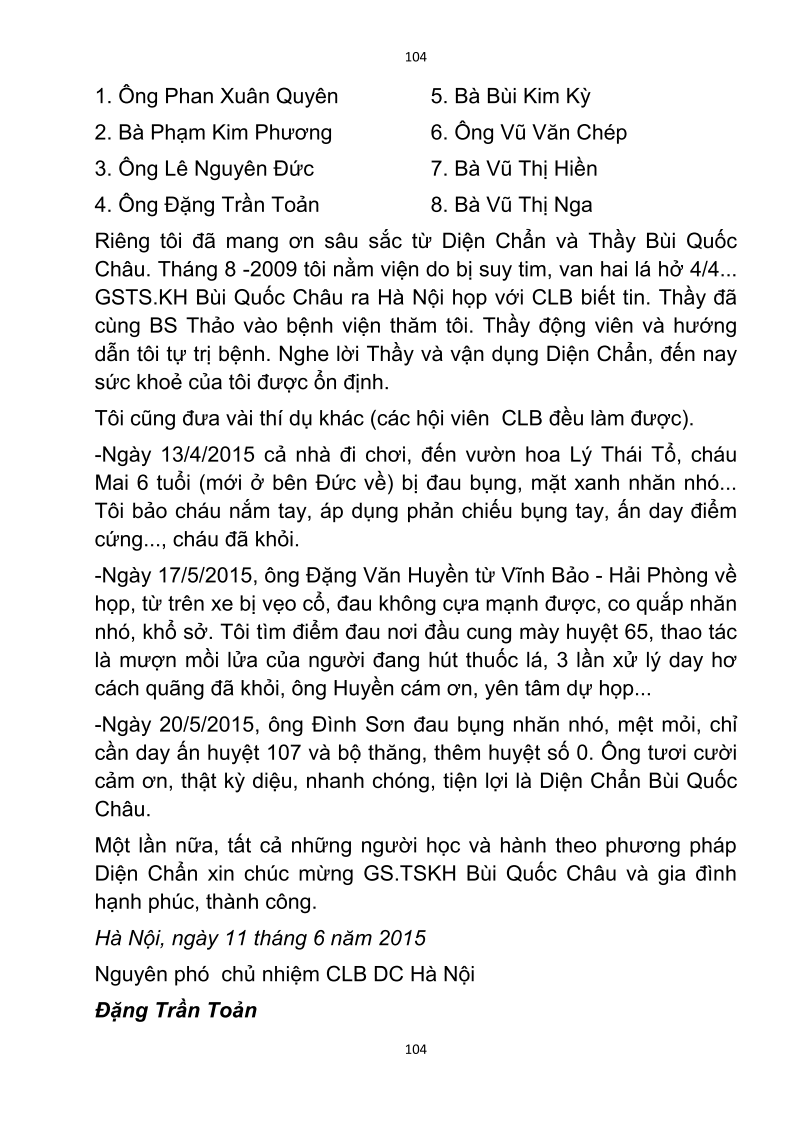 104
1. Ông Phan Xuân Quyên 5. Bà Bùi Kim Kỳ
2. Bà Phạm Kim Phương 6. Ông Vũ Văn Chép
3. Ông Lê Nguyên Đức 7. Bà Vũ Thị Hiền
4. Ông Đặng Trần Toản 8. Bà Vũ Thị Nga
Riêng tôi đã mang ơn sâu sắc từ Diện Chẩn và Thầy Bùi Quốc
Châu. Tháng 8 -2009 tôi nằm viện do bị suy tim, van hai lá hở 4/4...
GSTS.KH Bùi Quốc Châu ra Hà Nội họp với CLB biết tin. Thầy đã
cùng BS Thảo vào bệnh viện thăm tôi. Thầy động viên và hướng
dẫn tôi tự trị bệnh. Nghe lời Thầy và vận dụng Diện Chẩn, đến nay
sức khoẻ của tôi được ổn định.
Tôi cũng đưa vài thí dụ khác (các hội viên  CLB đều làm được).
-Ngày 13/4/2015 cả nhà đi chơi, đến vườn hoa Lý Thái Tổ, cháu
Mai 6 tuổi (mới ở bên Đức về) bị đau bụng, mặt xanh nhăn nhó...
Tôi bảo cháu nắm tay, áp dụng phản chiếu bụng tay, ấn day điểm
cứng..., cháu đã khỏi.
-Ngày 17/5/2015, ông Đặng Văn Huyền từ Vĩnh Bảo - Hải Phòng về
họp, từ trên xe bị vẹo cổ, đau không cựa mạnh được, co quắp nhăn
nhó, khổ sở. Tôi tìm điểm đau nơi đầu cung mày huyệt 65, thao tác
là mượn mồi lửa của người đang hút thuốc lá, 3 lần xử lý day hơ
cách quãng đã khỏi, ông Huyền cám ơn, yên tâm dự họp...
-Ngày 20/5/2015, ông Đình Sơn đau bụng nhăn nhó, mệt mỏi, chỉ
cần day ấn huyệt 107 và bộ thăng, thêm huyệt số 0. Ông tươi cười
cảm ơn, thật kỳ diệu, nhanh chóng, tiện lợi là Diện Chẩn Bùi Quốc
Châu.
Một lần nữa, tất cả những người học và hành theo phương pháp
Diện Chẩn xin chúc mừng GS.TSKH Bùi Quốc Châu và gia đình
hạnh phúc, thành công.
Hà Nội, ngày 11 tháng 6 năm 2015
Nguyên phó  chủ nhiệm CLB DC Hà Nội
Đặng Trần Toản
104